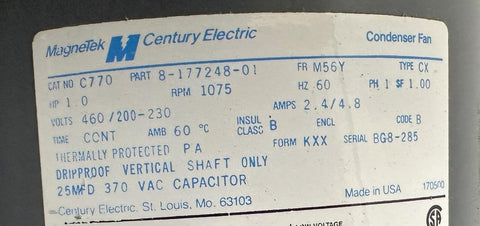 MagneTek M Century Electric Condenser Fan
CAT NO C770 PART 8-177248-01 FR M56Y TYPE CX
HP 1.0 RPM 1075 HZ 60 PH 1 SF 1.00
VOLTS 460/200-230 AMPS 2.4/4.8
TIME CONT AMB 60 °C INSUL CLASS B ENCL CODE B
THERMALLY PROTECTED PA FORM KXX SERIAL BG8-285
DRIPPROOF VERTICAL SHAFT ONLY
25MFD 370 VAC CAPACITOR
Century Electric, St. Louis, Mo. 63103 Made in USA 170500
VOLTAGE